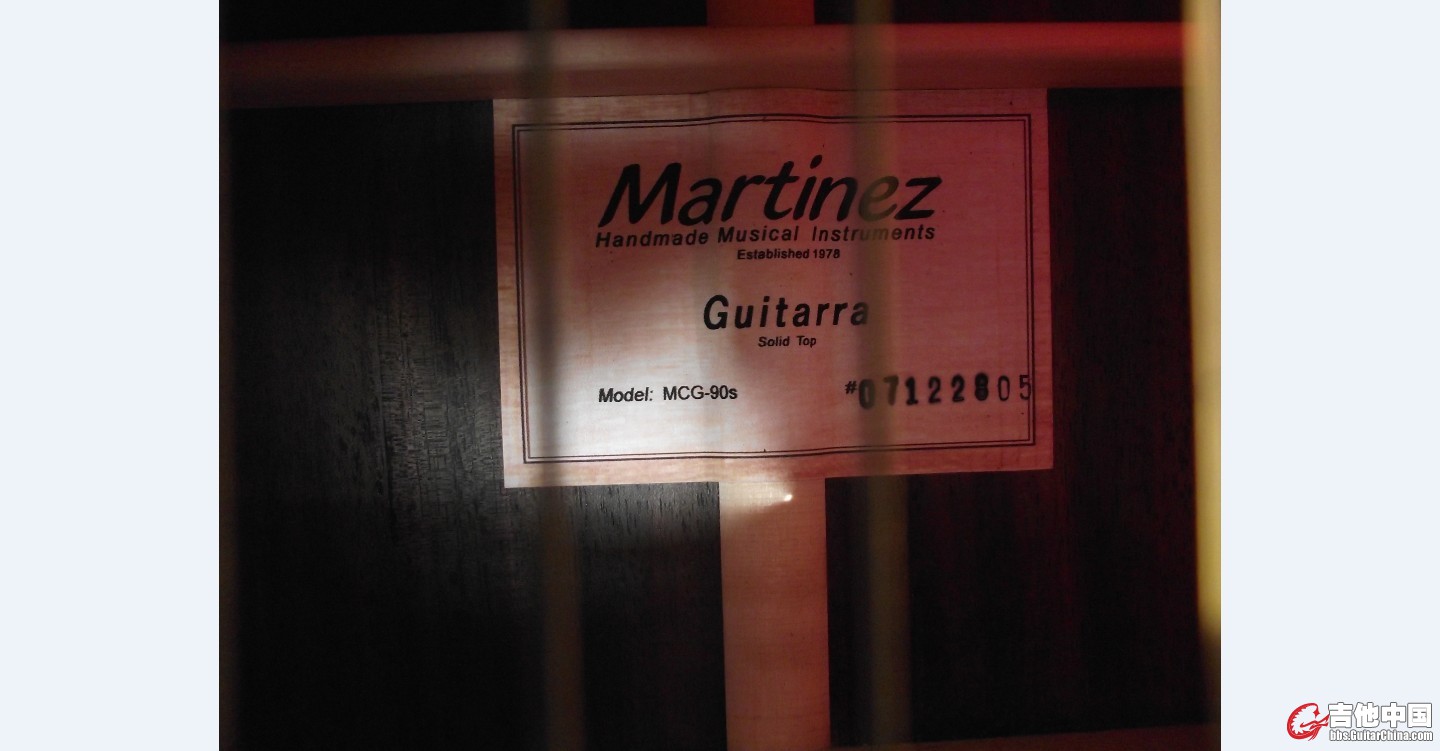 Martinez
Handmade Musical Instruments
Established 1978
Guitarra
Solid Top
Model: MCG-90s #07122805
吉他中国
bbs.GuitarChina.com